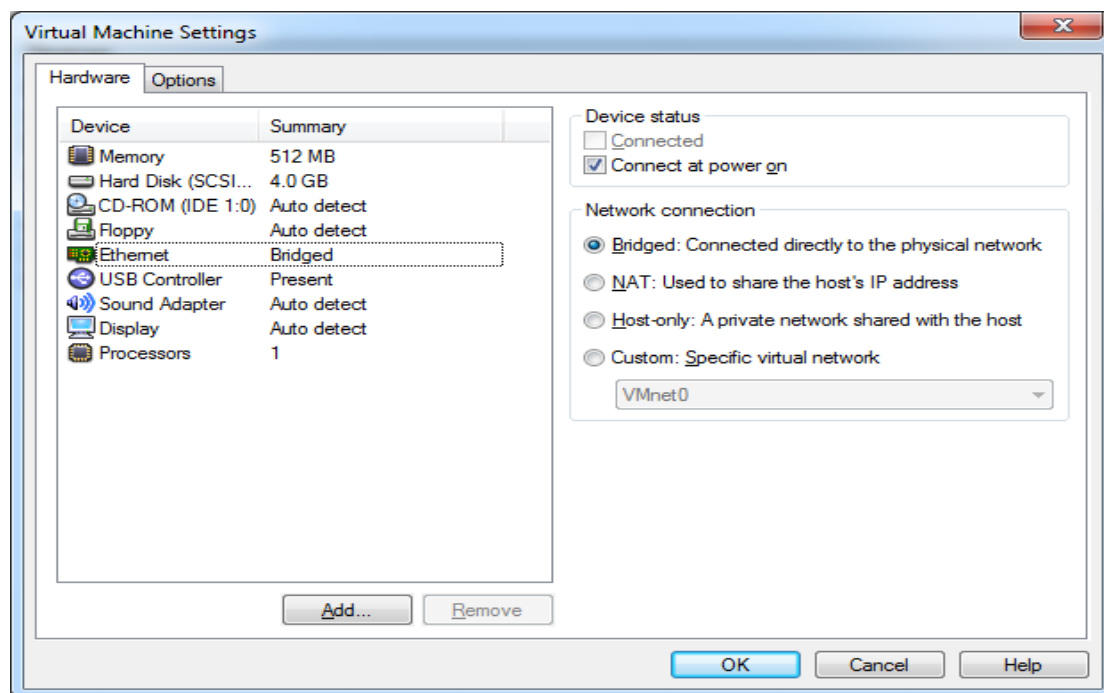 Virtual Machine Settings
Hardware Options
Device Summary
Memory 512 MB
Hard Disk (SCSI... 4.0 GB
CD-ROM (IDE 1:0) Auto detect
Floppy Auto detect
Ethernet Bridged
USB Controller Present
Sound Adapter Auto detect
Display Auto detect
Processors 1
Add... Remove
Device status
Connected
Connect at power on
Network connection
Bridged: Connected directly to the physical network
NAT: Used to share the host's IP address
Host-only: A private network shared with the host
Custom: Specific virtual network
VMnet0
OK Cancel Help